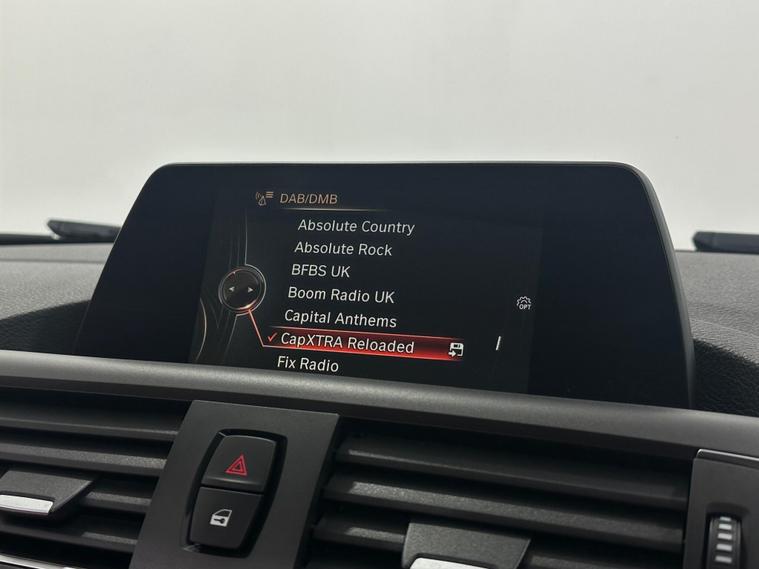 DAB/DMB
Absolute Country
Absolute Rock
BFBS UK
Boom Radio UK
OPT
Capital Anthems
CapXTRA Reloaded
Fix Radio